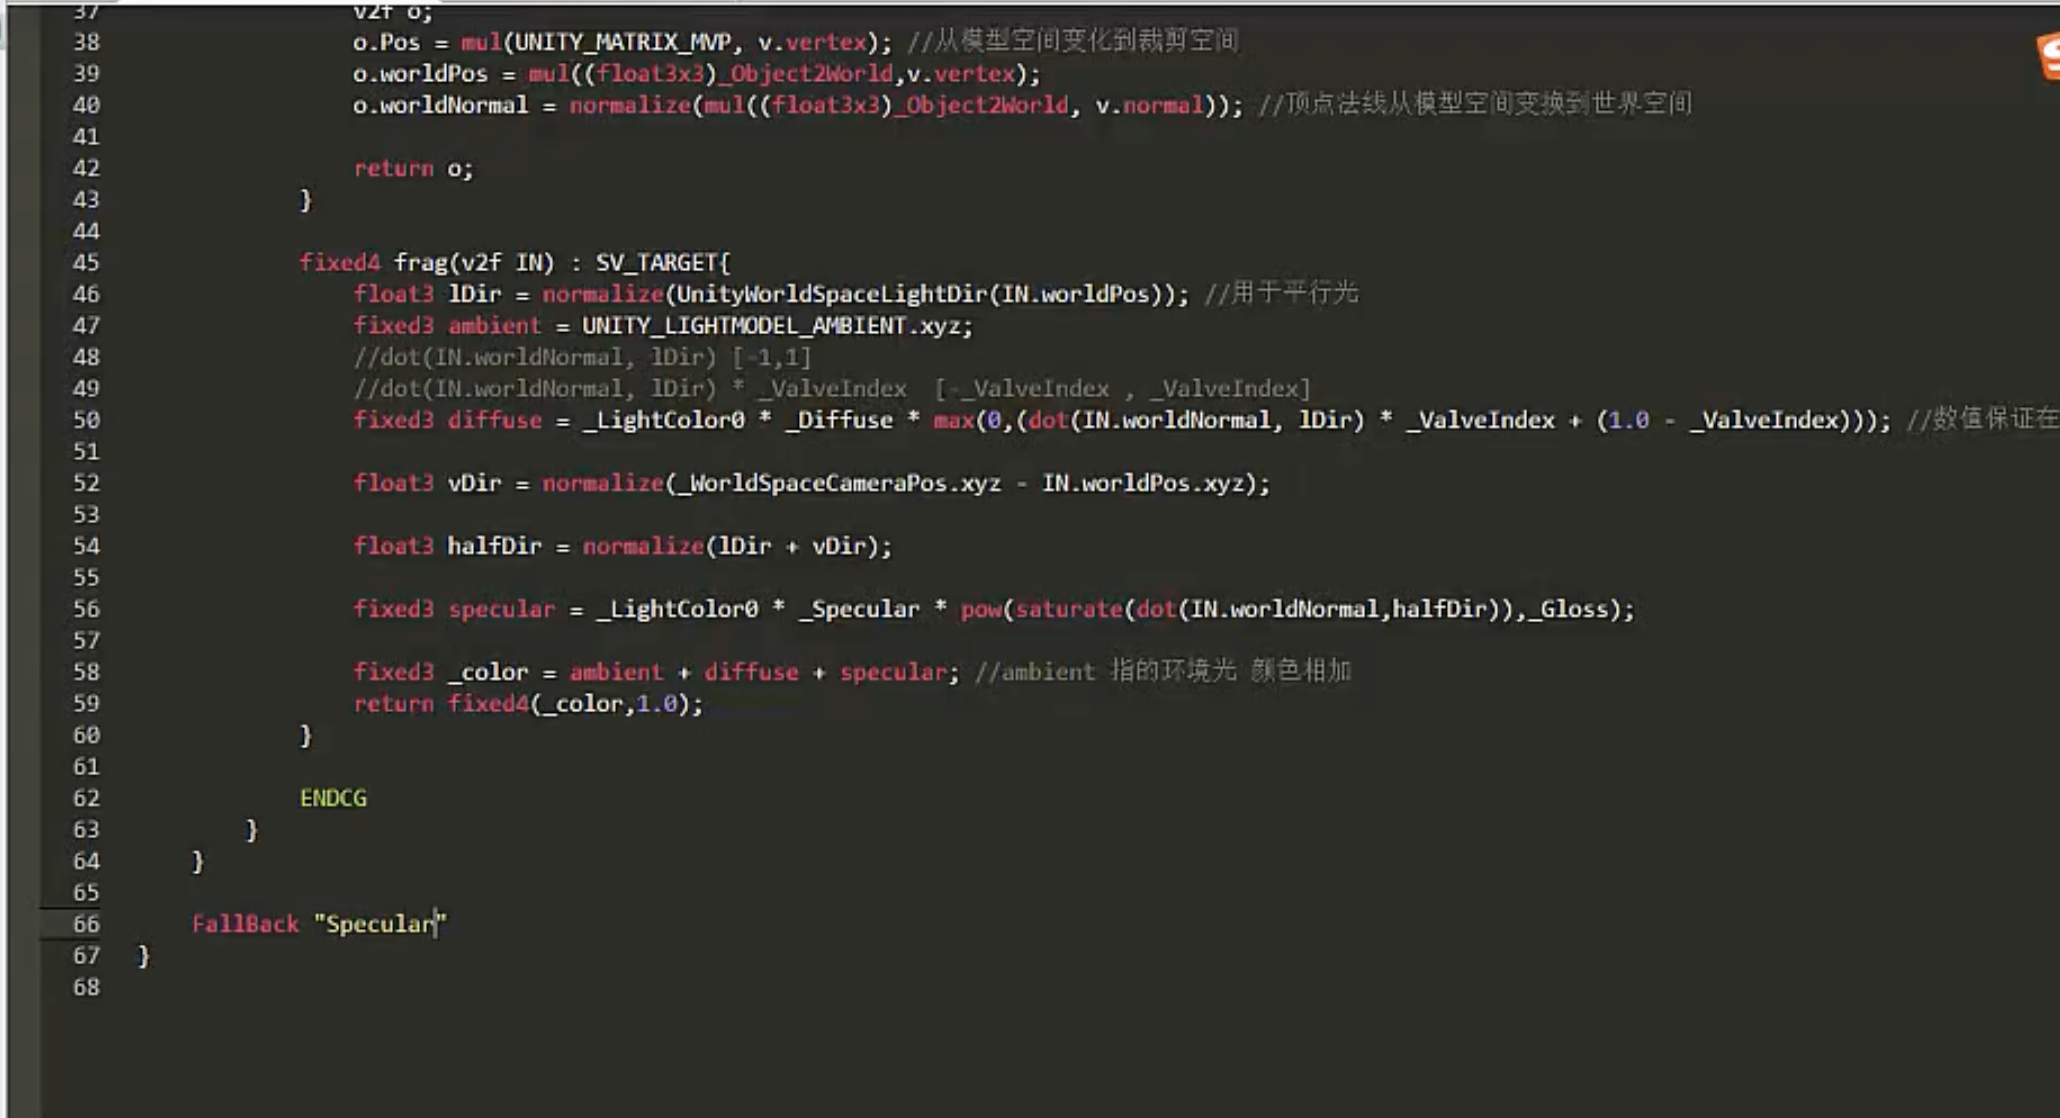 37 v2f o;
38 o.Pos = mul(UNITY_MATRIX_MVP, v.vertex); //从模型空间变化到裁剪空间
39 o.worldPos = mul((float3x3)_Object2World,v.vertex);
40 o.worldNormal = normalize(mul((float3x3)_Object2World, v.normal)); //顶点法线从模型空间变换到世界空间
41
42 return o;
43 }
44
45 fixed4 frag(v2f IN) : SV_TARGET{
46 float3 lDir = normalize(UnityWorldSpaceLightDir(IN.worldPos)); //用于平行光
47 fixed3 ambient = UNITY_LIGHTMODEL_AMBIENT.xyz;
48 //dot(IN.worldNormal, lDir) [-1,1]
49 //dot(IN.worldNormal, lDir) * _ValveIndex [-_ValveIndex , _ValveIndex]
50 fixed3 diffuse = _LightColor0 * _Diffuse * max(0,(dot(IN.worldNormal, lDir) * _ValveIndex + (1.0 - _ValveIndex))); //数值保证在
51
52 float3 vDir = normalize(_WorldSpaceCameraPos.xyz - IN.worldPos.xyz);
53
54 float3 halfDir = normalize(lDir + vDir);
55
56 fixed3 specular = _LightColor0 * _Specular * pow(saturate(dot(IN.worldNormal,halfDir)),_Gloss);
57
58 fixed3 _color = ambient + diffuse + specular; //ambient 指的环境光 颜色相加
59 return fixed4(_color,1.0);
60 }
61
62 ENDCG
63 }
64 }
65
66 FallBack "Specular"
67 }
68